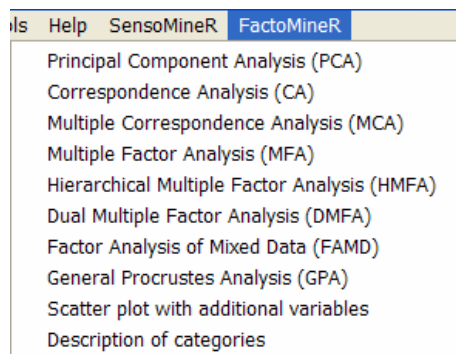 ls Help SensoMineR FactoMineR
Principal Component Analysis (PCA)
Correspondence Analysis (CA)
Multiple Correspondence Analysis (MCA)
Multiple Factor Analysis (MFA)
Hierarchical Multiple Factor Analysis (HMFA)
Dual Multiple Factor Analysis (DMFA)
Factor Analysis of Mixed Data (FAMD)
General Procrustes Analysis (GPA)
Scatter plot with additional variables
Description of categories